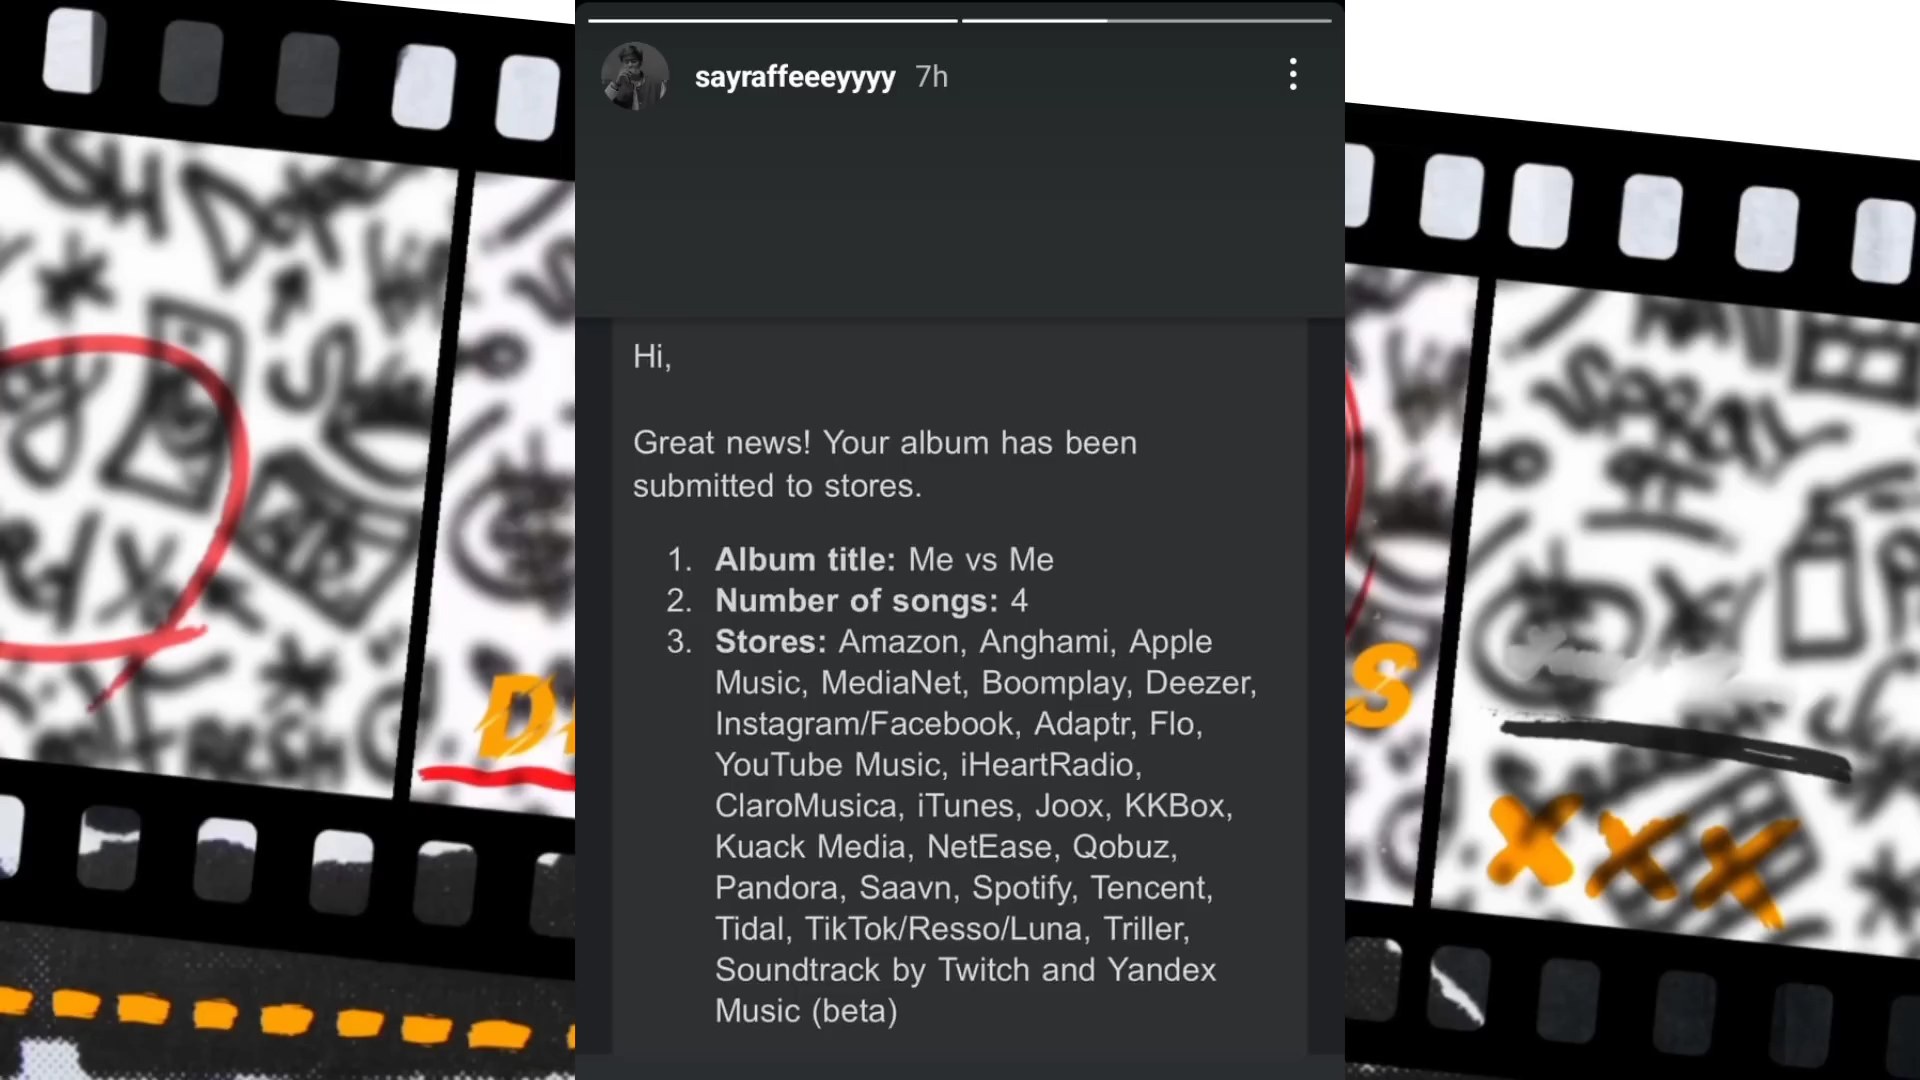 sayraffeeeyyyy 7h
Hi,
Great news! Your album has been
submitted to stores.
1. Album title: Me vs Me
2. Number of songs: 4
3. Stores: Amazon, Anghami, Apple
Music, MediaNet, Boomplay, Deezer,
Instagram/Facebook, Adaptr, Flo,
YouTube Music, iHeartRadio,
ClaroMusica, iTunes, Joox, KKBox,
Kuack Media, NetEase, Qobuz,
Pandora, Saavn, Spotify, Tencent,
Tidal, TikTok/Resso/Luna, Triller,
Soundtrack by Twitch and Yandex
Music (beta)
XXX